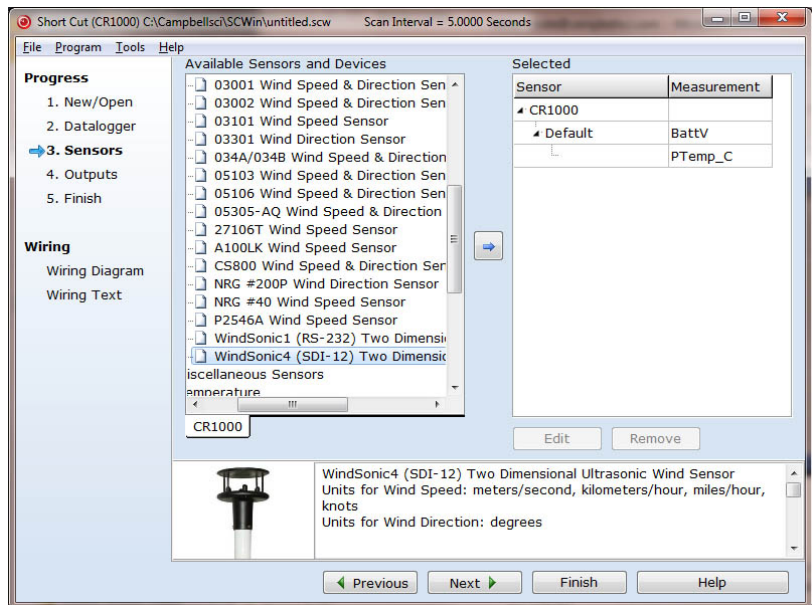 Short Cut (CR1000) C:\Campbellsci\SCWin\untitled.scw Scan Interval = 5.0000 Seconds
File Program Tools Help
Progress
1. New/Open
2. Datalogger
3. Sensors
4. Outputs
5. Finish
Wiring
Wiring Diagram
Wiring Text
Available Sensors and Devices
03001 Wind Speed & Direction Sen
03002 Wind Speed & Direction Sen
03101 Wind Speed Sensor
03301 Wind Direction Sensor
034A/034B Wind Speed & Direction
05103 Wind Speed & Direction Sen
05106 Wind Speed & Direction Sen
05305-AQ Wind Speed & Direction
27106T Wind Speed Sensor
A100LK Wind Speed Sensor
CS800 Wind Speed & Direction Ser
NRG #200P Wind Direction Sensor
NRG #40 Wind Speed Sensor
P2546A Wind Speed Sensor
WindSonic1 (RS-232) Two Dimensi
WindSonic4 (SDI-12) Two Dimensic
iscellaneous Sensors
emperature
CR1000
Selected
Sensor Measurement
CR1000
Default BattV
PTemp_C
Edit Remove
WindSonic4 (SDI-12) Two Dimensional Ultrasonic Wind Sensor
Units for Wind Speed: meters/second, kilometers/hour, miles/hour,
knots
Units for Wind Direction: degrees
Previous Next Finish Help